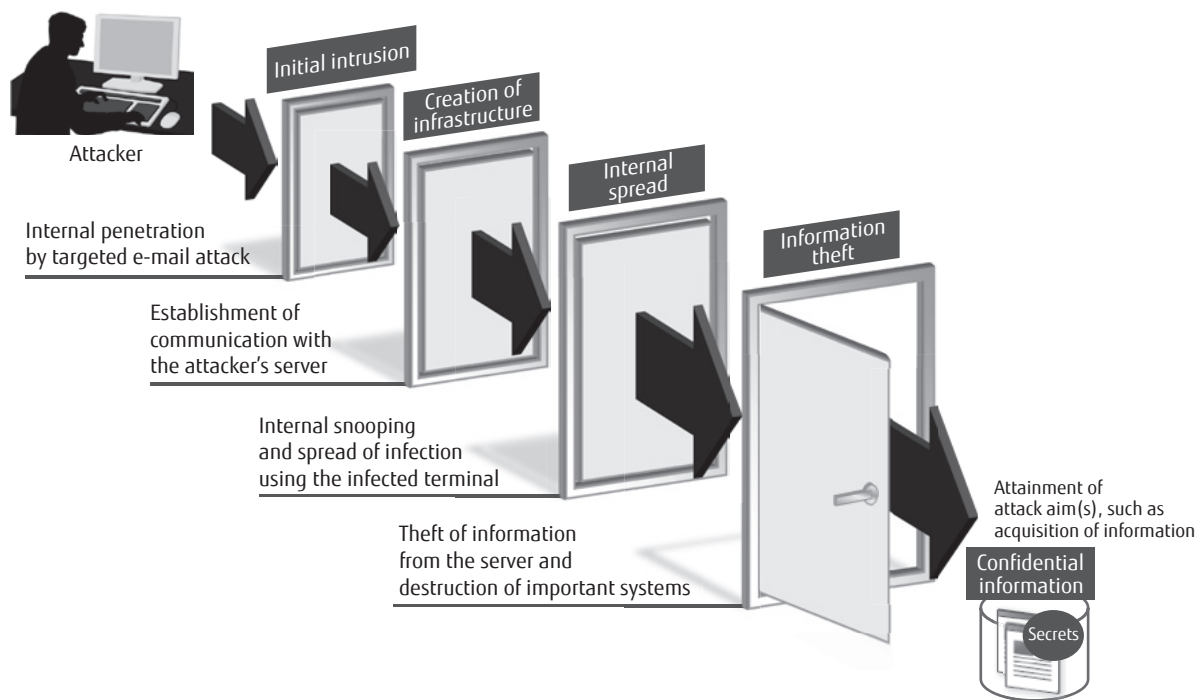 Attacker
Initial intrusion
Internal penetration
by targeted e-mail attack
Creation of
infrastructure
Establishment of
communication with
the attacker's server
Internal
spread
Internal snooping
and spread of infection
using the infected terminal
Information
theft
Theft of information
from the server and
destruction of important systems
Attainment of
attack aim(s), such as
acquisition of information
Confidential
information
Secrets